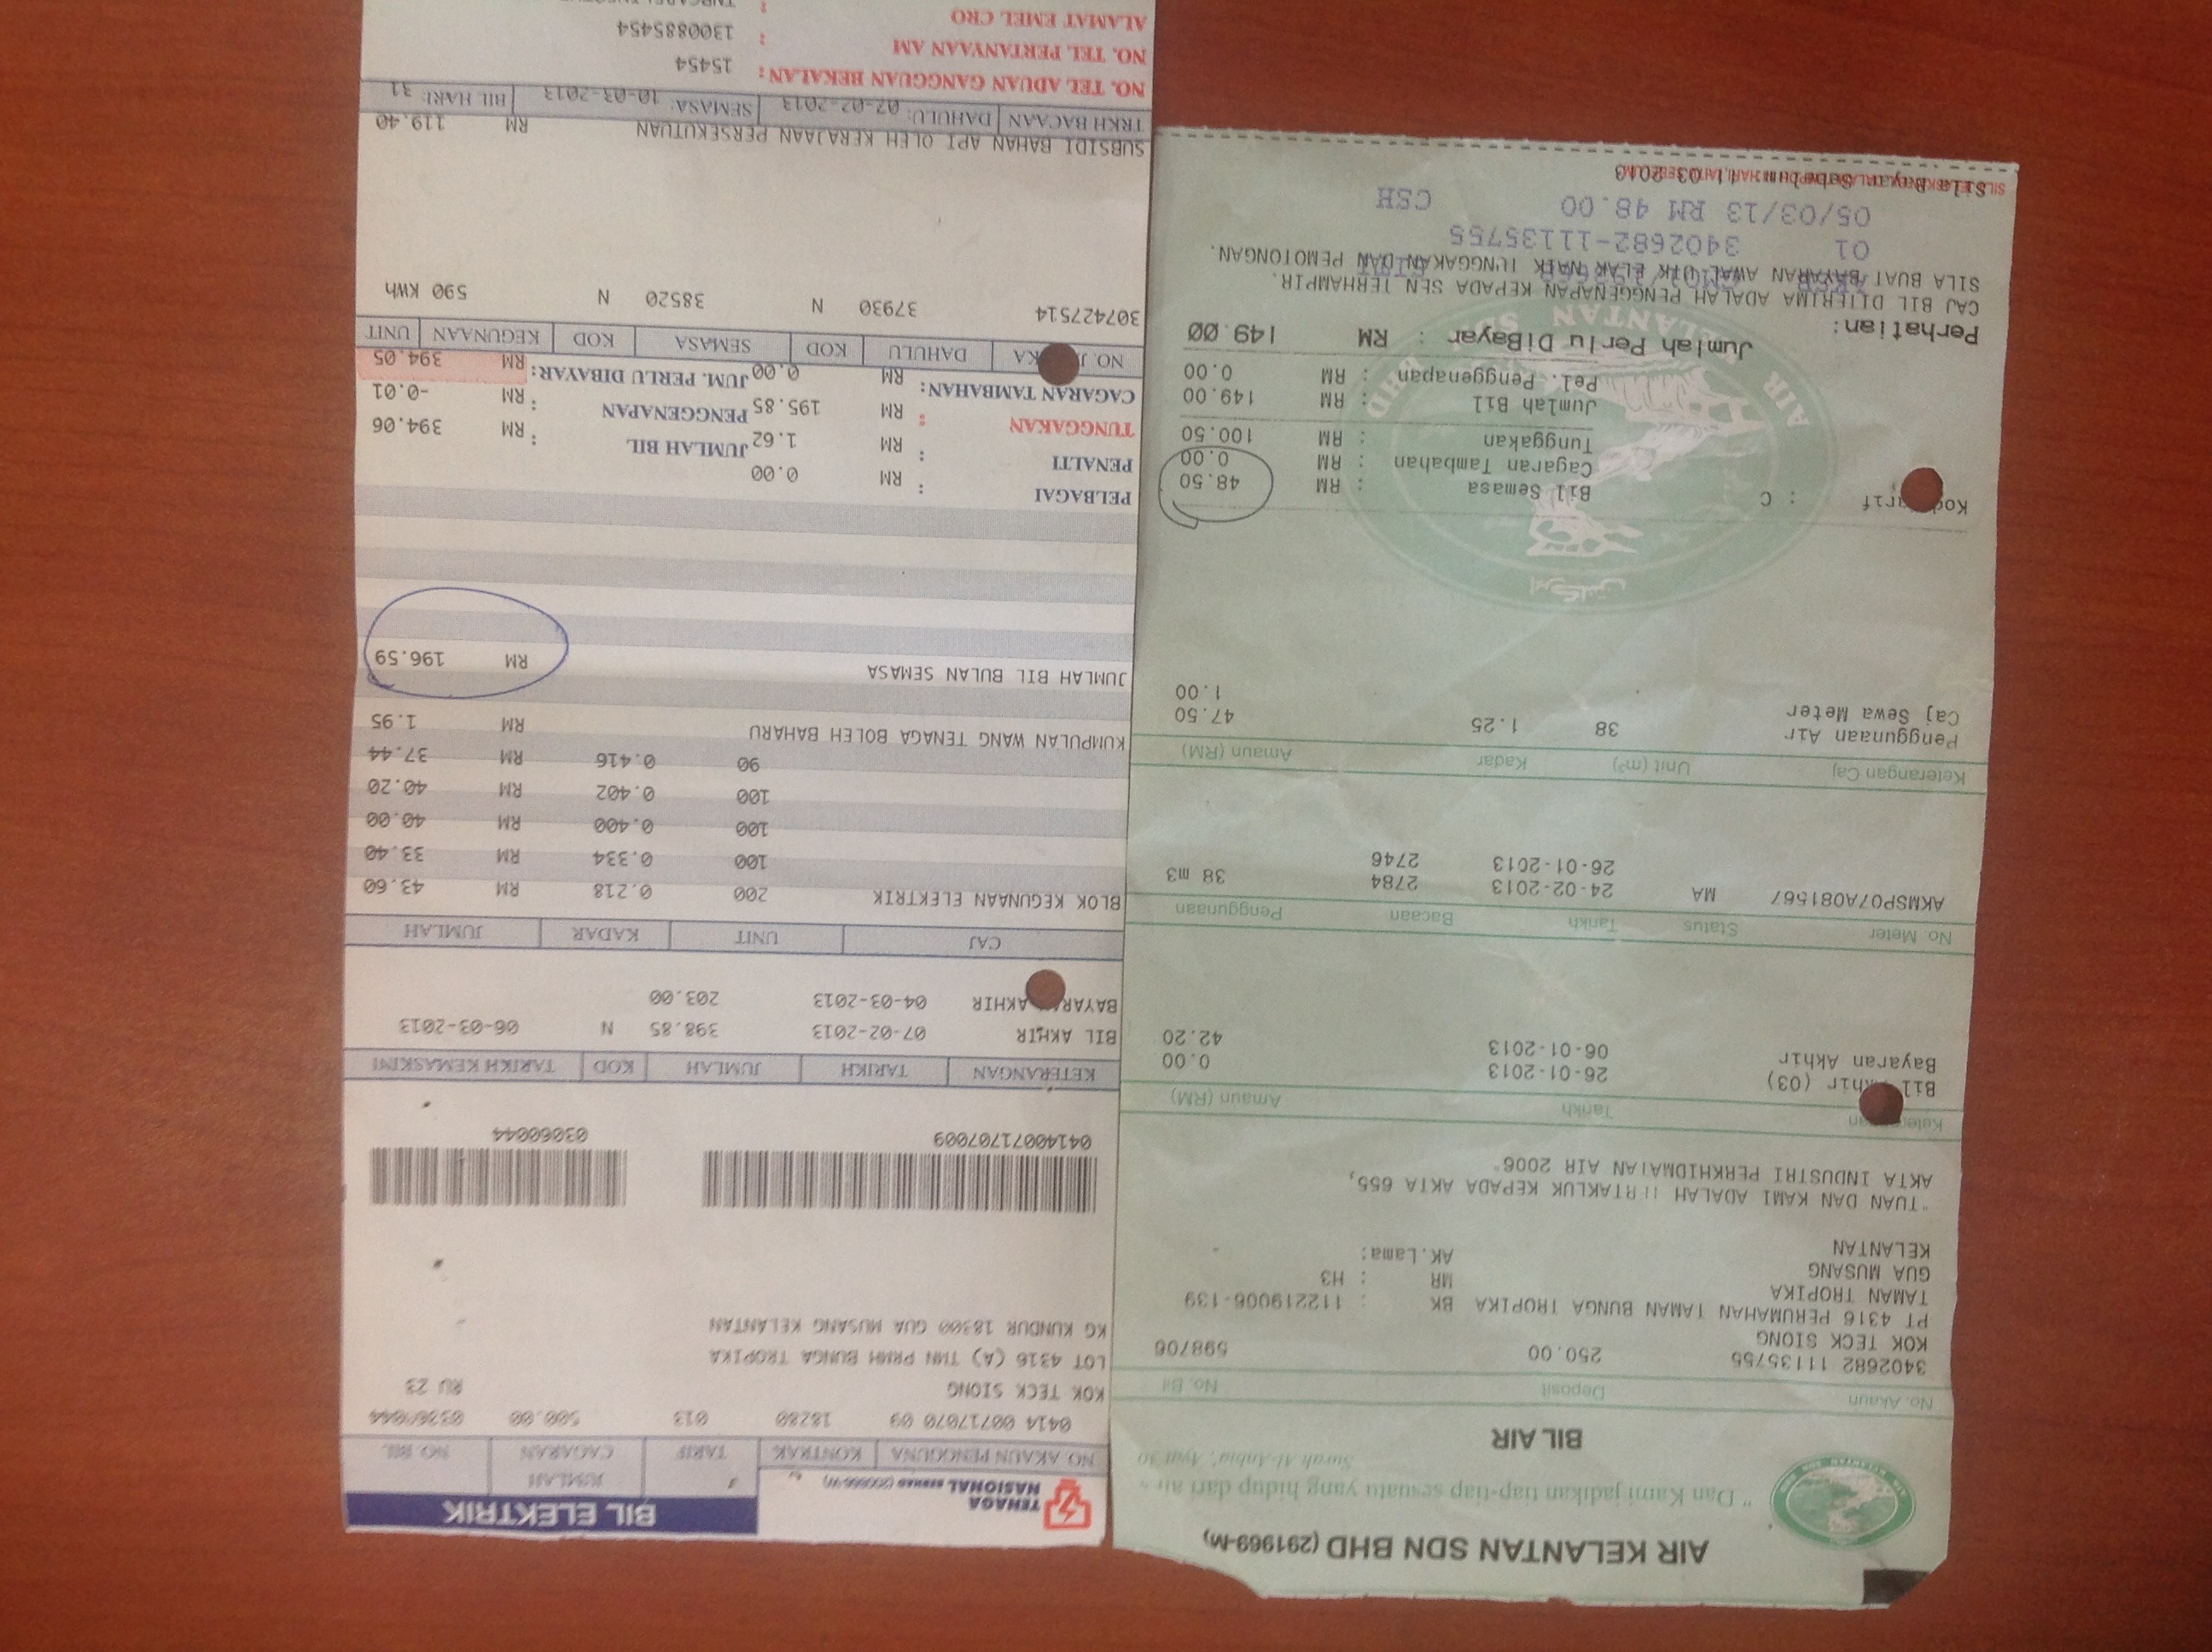 AIR KELANTAN SDN BHD (291969-M)
" Dan Kami jadikan tiap-tiap sesuatu yang hidup dari air "
Surah Al-Anbia', Ayat 30
AIR KELANTAN SDN BHD
BIL AIR
No. Akaun Deposit No. Bil
3402682 11135755 250.00 598706
KOK TECK SIONG
PT 4316 PERUMAHAN TAMAN BUNGA TROPIKA BK : 112219006-139
TAMAN TROPIKA MR : H3
GUA MUSANG AK.Lama:
KELANTAN
"TUAN DAN KAMI ADALAH TERTAKLUK KEPADA AKTA 655,
AKTA INDUSTRI PERKHIDMATAN AIR 2006"
Tarikh Amaun (RM)
Bil Akhir (03) 26-01-2013 0.00
Bayaran Akhir 06-01-2013 42.20
No. Meter Status Tarikh Bacaan Penggunaan
AKMSP07A081567 MA 24-02-2013 2784 38 m3
26-01-2013 2746
Keterangan Caj Unit (m³) Kadar Amaun (RM)
Penggunaan Air 38 1.25 47.50
Caj Sewa Meter 1.00
ايركلنتن
AIR KELANTAN SDN BHD
Kod Tarif : C
Bil Semasa : RM 48.50
Cagaran Tambahan : RM 0.00
Tunggakan : RM 100.50
Jumlah Bil : RM 149.00
Pel. Penggenapan : RM 0.00
Jumlah Perlu DiBayar : RM 149.00
Perhatian:
CAJ BIL DITERIMA ADALAH PENGGENAPAN KEPADA SEN TERHAMPIR.
SILA BUAT BAYARAN AWAL UTK ELAK NAIK TUNGGAKAN DAN PEMOTONGAN.
AKSB
01 3402682-11135755
05/03/13 RM 48.00 CSH
Sila Bayar Sebelum: 11-03-2013
TENAGA
NASIONAL BERHAD (200866-W)
BIL ELEKTRIK
NO. AKAUN PENGGUNA KONTRAK TARIF JUMLAH CAGARAN NO. BIL
0414 00717070 09 18280 013 500.00 03060044
KOK TECK SIONG RU 23
LOT 4316 (A) TMN PRMH BUNGA TROPIKA
KG KUNDUR 18300 GUA MUSANG KELANTAN
04140071707009 03060044
KETERANGAN TARIKH JUMLAH KOD TARIKH KEMASKINI
BIL AKHIR 07-02-2013 398.85 N 06-03-2013
BAYARAN AKHIR 04-03-2013 203.00
CAJ UNIT KADAR JUMLAH
BLOK KEGUNAAN ELEKTRIK 200 0.218 RM 43.60
100 0.334 RM 33.40
100 0.400 RM 40.00
100 0.402 RM 40.20
90 0.416 RM 37.44
KUMPULAN WANG TENAGA BOLEH BAHARU RM 1.95
JUMLAH BIL BULAN SEMASA RM 196.59
PELBAGAI : RM 0.00
PENALTI : RM 1.62 JUMLAH BIL : RM 394.06
TUNGGAKAN : RM 195.85 PENGGENAPAN : RM -0.01
CAGARAN TAMBAHAN: RM 0.00 JUM. PERLU DIBAYAR: RM 394.05
NO. DAHULU KOD SEMASA KOD KEGUNAAN UNIT
307427514 37930 N 38520 N 590 KWh
SUBSIDI BAHAN API OLEH KERAJAAN PERSEKUTUAN RM 119.40
TRKH BACAAN DAHULU: 07-02-2013 SEMASA: 10-03-2013 BIL HARI: 31
NO. TEL ADUAN GANGGUAN BEKALAN : 15454
NO. TEL PERTANYAAN AM : 1300885454
ALAMAT EMEL CRO :